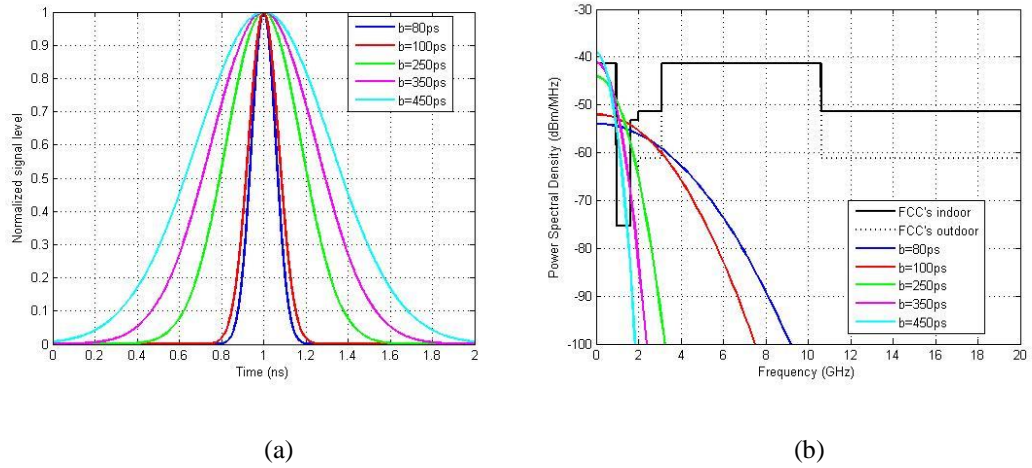 1
0.9
0.8
0.7
0.6
0.5
0.4
0.3
0.2
0.1
0
Normalized signal level
0 0.2 0.4 0.6 0.8 1 1.2 1.4 1.6 1.8 2
Time (ns)
b=80ps
b=100ps
b=250ps
b=350ps
b=450ps
(a)
-30
-40
-50
-60
-70
-80
-90
-100
Power Spectral Density (dBm/MHz)
0 2 4 6 8 10 12 14 16 18 20
Frequency (GHz)
FCC's indoor
FCC's outdoor
b=80ps
b=100ps
b=250ps
b=350ps
b=450ps
(b)